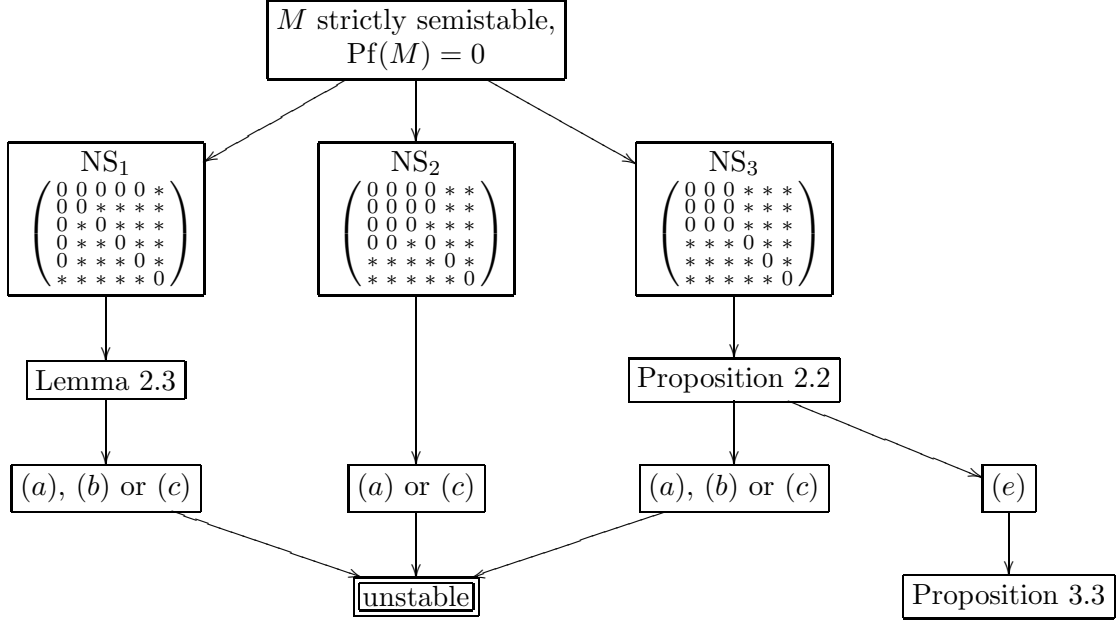 M strictly semistable,
Pf(M) = 0
NS₁
0 0 0 0 0 *
0 0 * * * *
0 * 0 * * *
0 * * 0 * *
0 * * * 0 *
* * * * * 0
NS₂
0 0 0 0 * *
0 0 0 0 * *
0 0 0 * * *
0 0 * 0 * *
* * * * 0 *
* * * * * 0
NS₃
0 0 0 * * *
0 0 0 * * *
0 0 0 * * *
* * * 0 * *
* * * * 0 *
* * * * * 0
Lemma 2.3
Proposition 2.2
(a), (b) or (c)
(a) or (c)
(a), (b) or (c)
(e)
unstable
Proposition 3.3